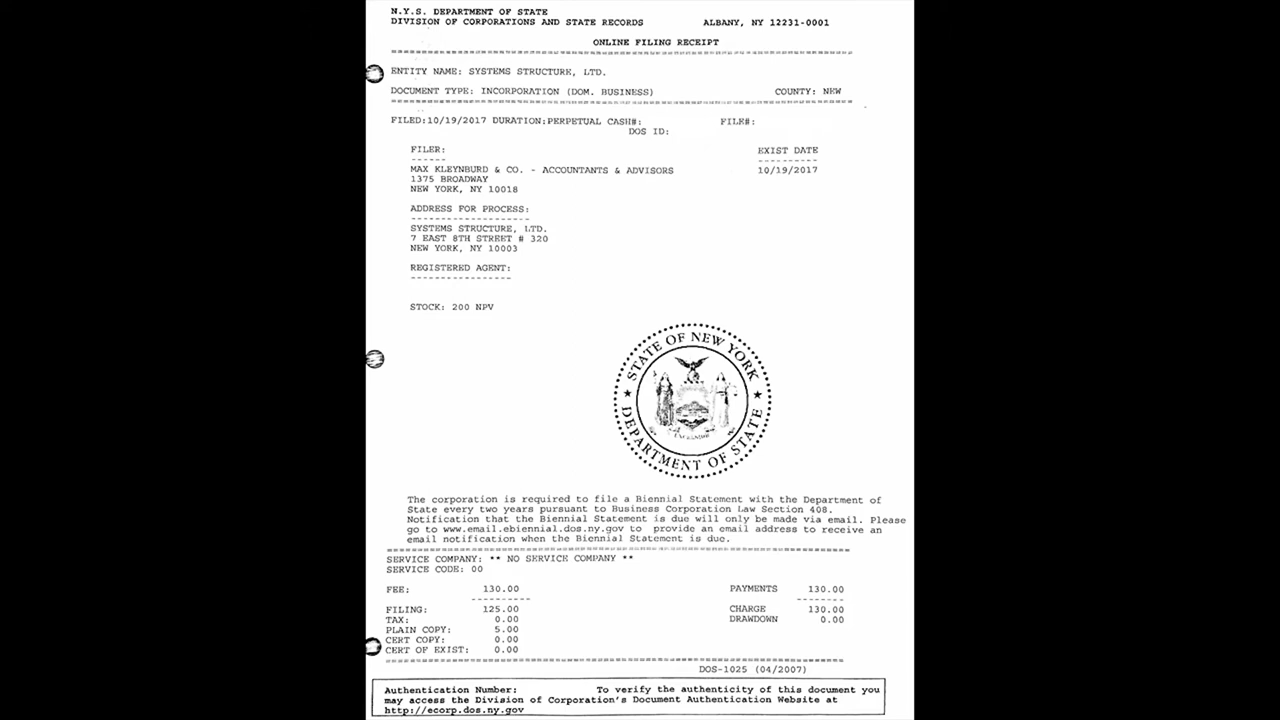 N.Y.S. DEPARTMENT OF STATE
DIVISION OF CORPORATIONS AND STATE RECORDS ALBANY, NY 12231-0001
ONLINE FILING RECEIPT
ENTITY NAME: SYSTEMS STRUCTURE, LTD.
DOCUMENT TYPE: INCORPORATION (DOM. BUSINESS) COUNTY: NEW
FILED:10/19/2017 DURATION:PERPETUAL CASH#: FILE#:
DOS ID:
FILER: EXIST DATE
MAX KLEYNBURD & CO. - ACCOUNTANTS & ADVISORS 10/19/2017
1375 BROADWAY
NEW YORK, NY 10018
ADDRESS FOR PROCESS:
SYSTEMS STRUCTURE, LTD.
7 EAST 8TH STREET # 320
NEW YORK, NY 10003
REGISTERED AGENT:
STOCK: 200 NPV
STATE OF NEW YORK
EXCELSIOR
DEPARTMENT OF STATE
The corporation is required to file a Biennial Statement with the Department of
State every two years pursuant to Business Corporation Law Section 408.
Notification that the Biennial Statement is due will only be made via email. Please
go to www.email.ebiennial.dos.ny.gov to provide an email address to receive an
email notification when the Biennial Statement is due.
SERVICE COMPANY: ** NO SERVICE COMPANY **
SERVICE CODE: 00
FEE: 130.00 PAYMENTS 130.00
FILING: 125.00 CHARGE 130.00
TAX: 0.00 DRAWDOWN 0.00
PLAIN COPY: 5.00
CERT COPY: 0.00
CERT OF EXIST: 0.00
DOS-1025 (04/2007)
Authentication Number: To verify the authenticity of this document you
may access the Division of Corporation's Document Authentication Website at
http://ecorp.dos.ny.gov